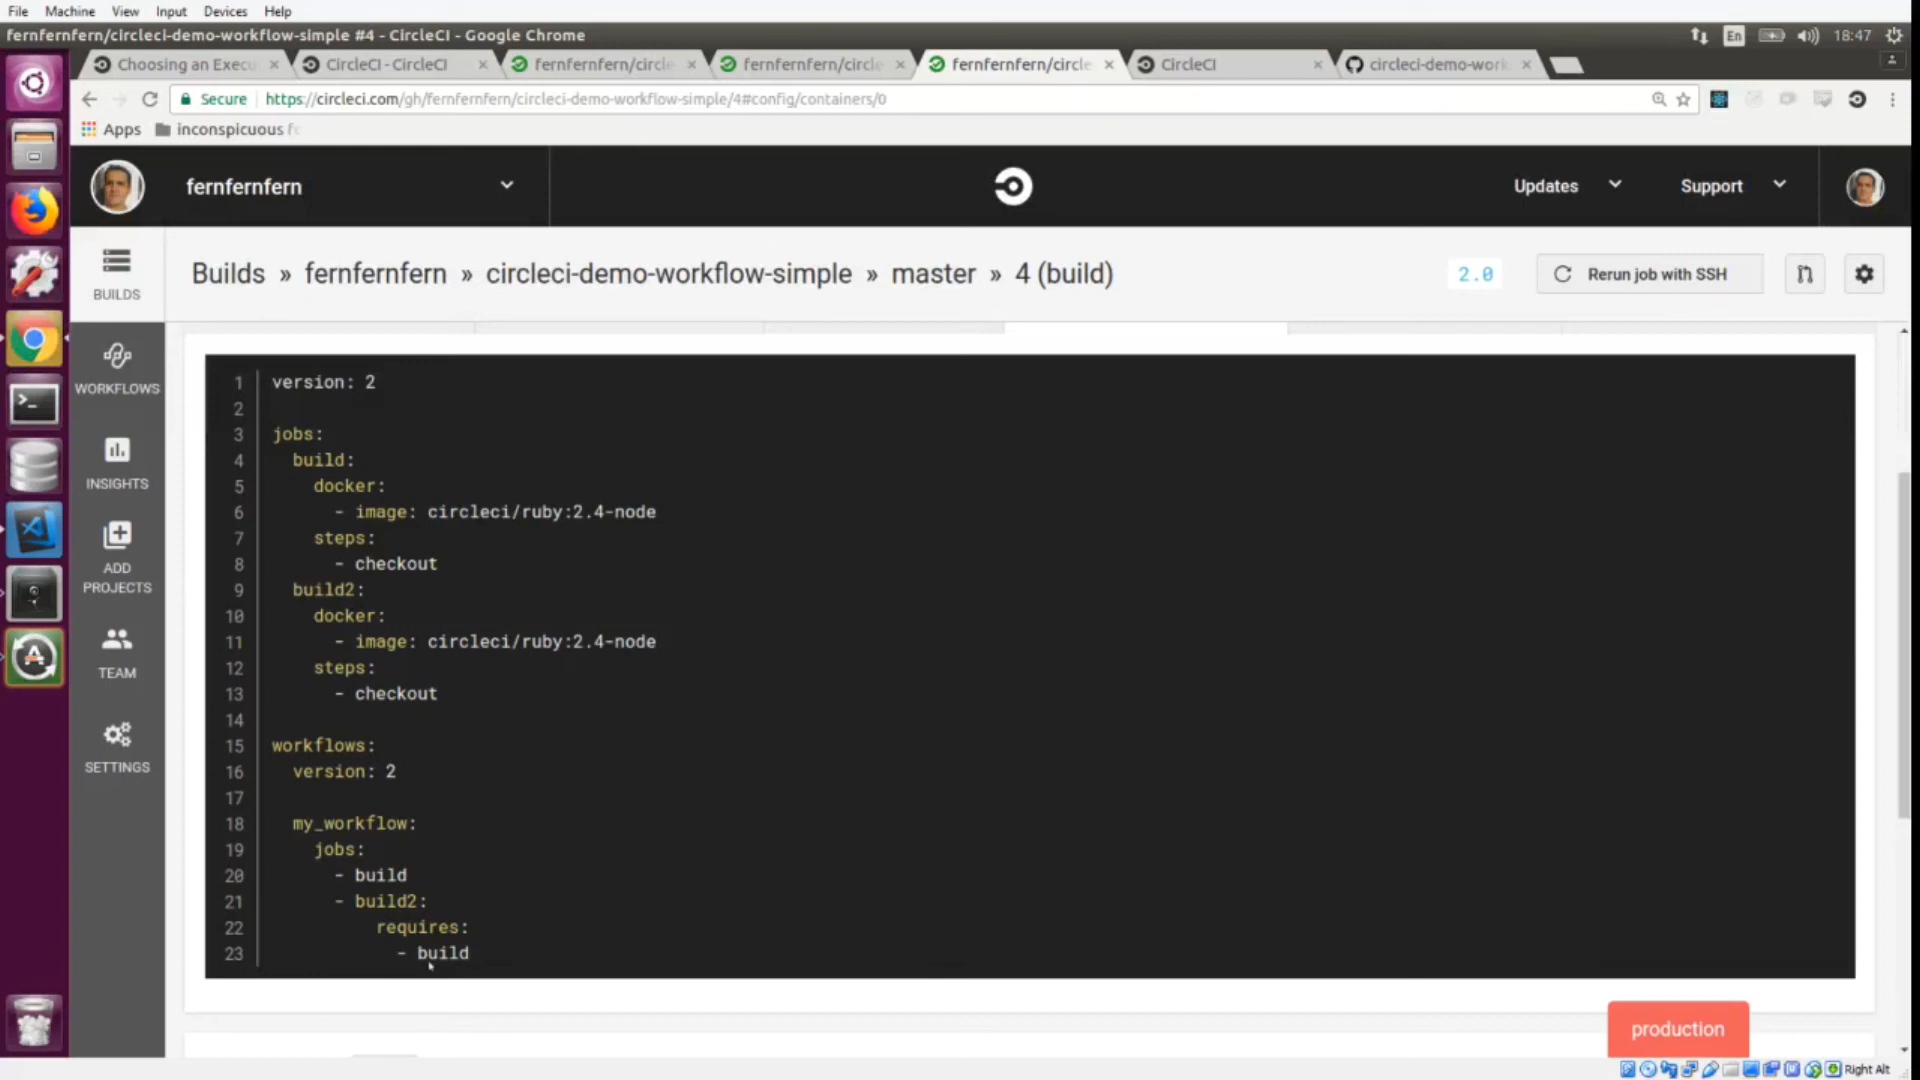 File Machine View Input Devices Help
fernfernfern/circleci-demo-workflow-simple #4 - CircleCI - Google Chrome
En 18:47
Choosing an Execu
CircleCI - CircleCI
fernfernfern/circle
fernfernfern/circle
fernfernfern/circle
CircleCI
circleci-demo-work
Secure https://circleci.com/gh/fernfernfern/circleci-demo-workflow-simple/4#config/containers/0
Apps inconspicuous fo
fernfernfern
Updates
Support
BUILDS
Builds » fernfernfern » circleci-demo-workflow-simple » master » 4 (build)
2.0
Rerun job with SSH
WORKFLOWS
INSIGHTS
ADD
PROJECTS
TEAM
SETTINGS
1 version: 2
2
3 jobs:
4 build:
5 docker:
6 - image: circleci/ruby:2.4-node
7 steps:
8 - checkout
9 build2:
10 docker:
11 - image: circleci/ruby:2.4-node
12 steps:
13 - checkout
14
15 workflows:
16 version: 2
17
18 my_workflow:
19 jobs:
20 - build
21 - build2:
22 requires:
23 - build
production
Right Alt